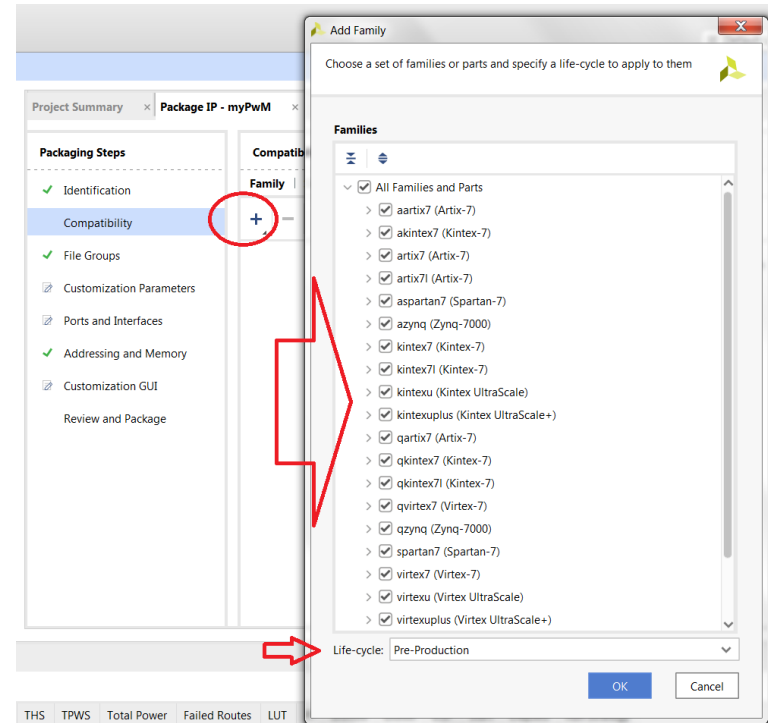 Add Family
Choose a set of families or parts and specify a life-cycle to apply to them
Project Summary
Package IP - myPwM
Packaging Steps
Identification
Compatibility
File Groups
Customization Parameters
Ports and Interfaces
Addressing and Memory
Customization GUI
Review and Package
Compatib
Family
Families
All Families and Parts
aartix7 (Artix-7)
akintex7 (Kintex-7)
artix7 (Artix-7)
artix7l (Artix-7)
aspartan7 (Spartan-7)
azynq (Zynq-7000)
kintex7 (Kintex-7)
kintex7l (Kintex-7)
kintexu (Kintex UltraScale)
kintexuplus (Kintex UltraScale+)
qartix7 (Artix-7)
qkintex7 (Kintex-7)
qkintex7l (Kintex-7)
qvirtex7 (Virtex-7)
qzynq (Zynq-7000)
spartan7 (Spartan-7)
virtex7 (Virtex-7)
virtexu (Virtex UltraScale)
virtexuplus (Virtex UltraScale+)
Life-cycle: Pre-Production
OK Cancel
THS TPWS Total Power Failed Routes LUT